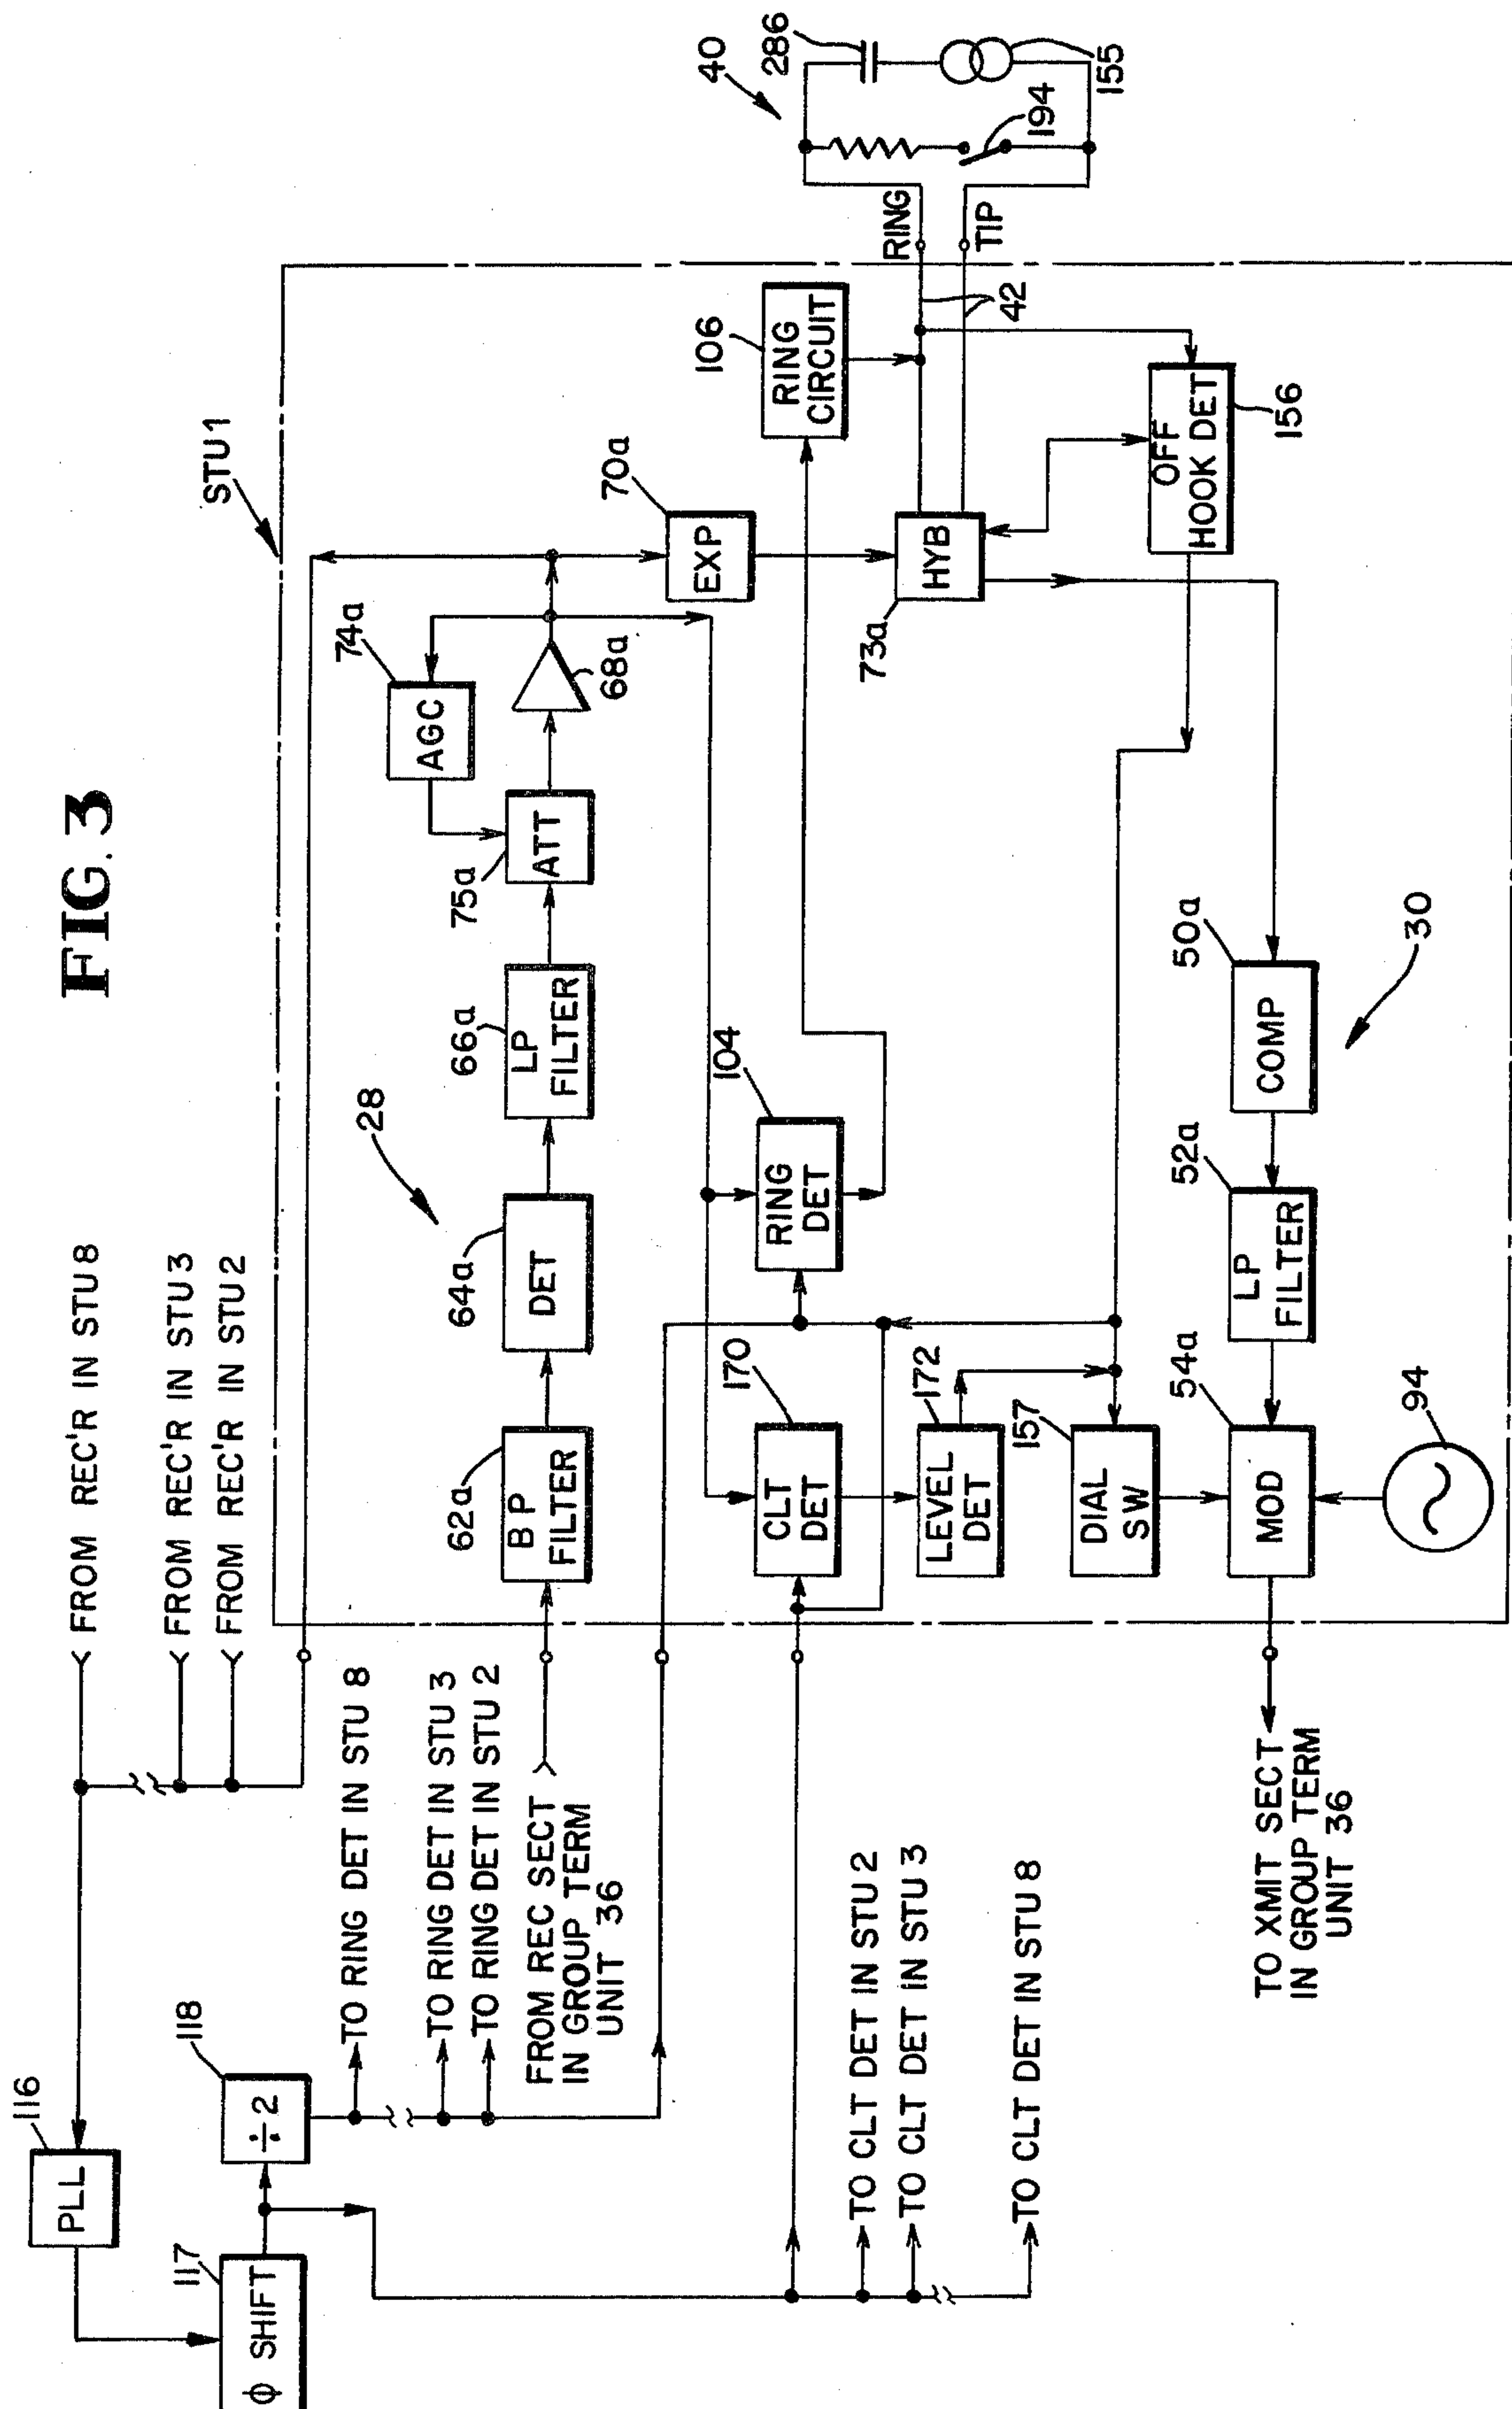 FIG. 3
116
PLL
117
Φ SHIFT
118
÷2
FROM REC'R IN STU 8
FROM REC'R IN STU 3
FROM REC'R IN STU 2
TO RING DET IN STU 8
TO RING DET IN STU 3
TO RING DET IN STU 2
FROM REC SECT
IN GROUP TERM
UNIT 36
TO CLT DET IN STU 2
TO CLT DET IN STU 3
TO CLT DET IN STU 8
TO XMIT SECT
IN GROUP TERM
UNIT 36
STU 1
28
62a
BP
FILTER
64a
DET
66a
LP
FILTER
75a
ATT
74a
AGC
68a
70a
EXP
73a
HYB
106
RING
CIRCUIT
104
RING
DET
170
CLT
DET
172
LEVEL
DET
157
DIAL
SW
54a
MOD
94
52a
LP
FILTER
50a
COMP
30
OFF
HOOK DET
156
42
RING
TIP
40
286
194
155